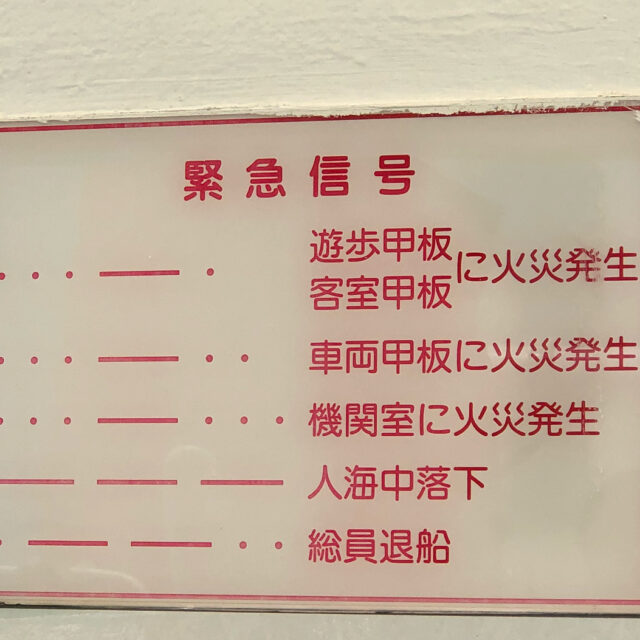 緊急信号
・・・ ― ・ 遊歩甲板
客室甲板 に火災発生
・・・ ― ・・ 車両甲板に火災発生
・・・ ― ・・・ 機関室に火災発生
― ― ― 人海中落下
・ ― ― ・・ 総員退船